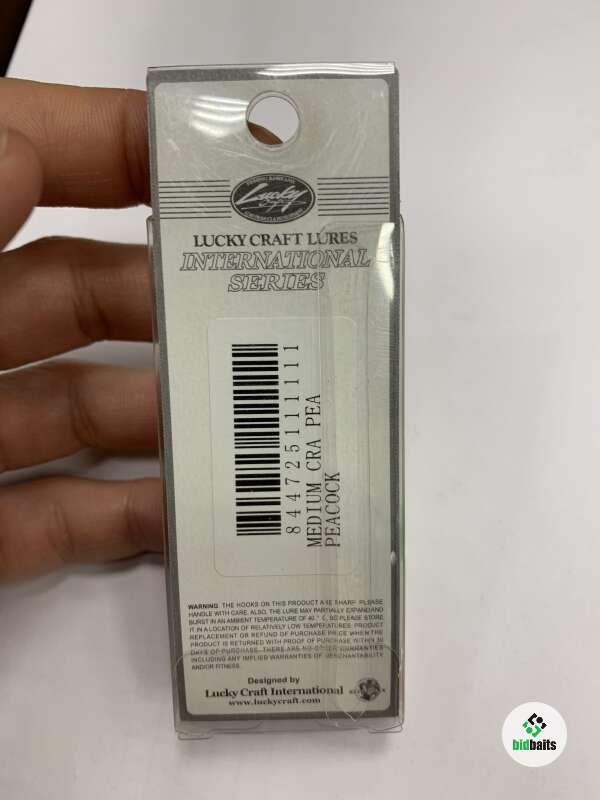 Lucky
LUCKY CRAFT LURES
INTERNATIONAL
SERIES
8447251111111
MEDIUM CRA PEA
PEACOCK
WARNING: THE HOOKS ON THIS PRODUCT ARE SHARP. PLEASE
HANDLE WITH CARE. ALSO, THE LURE MAY PARTIALLY EXPAND AND
BURST IN AN AMBIENT TEMPERATURE OF 40° C, SO PLEASE STORE
IT IN A LOCATION OF RELATIVELY LOW TEMPERATURES. PRODUCT
REPLACEMENT OR REFUND OF PURCHASE PRICE WHEN THE
PRODUCT IS RETURNED WITH PROOF OF PURCHASE WITHIN 30
DAYS OF PURCHASE. THERE ARE NO OTHER GUARANTIES
INCLUDING ANY IMPLIED WARRANTIES OF MERCHANTABILITY
AND/OR FITNESS.
Designed by
Lucky Craft International
www.luckycraft.com
bidbaits